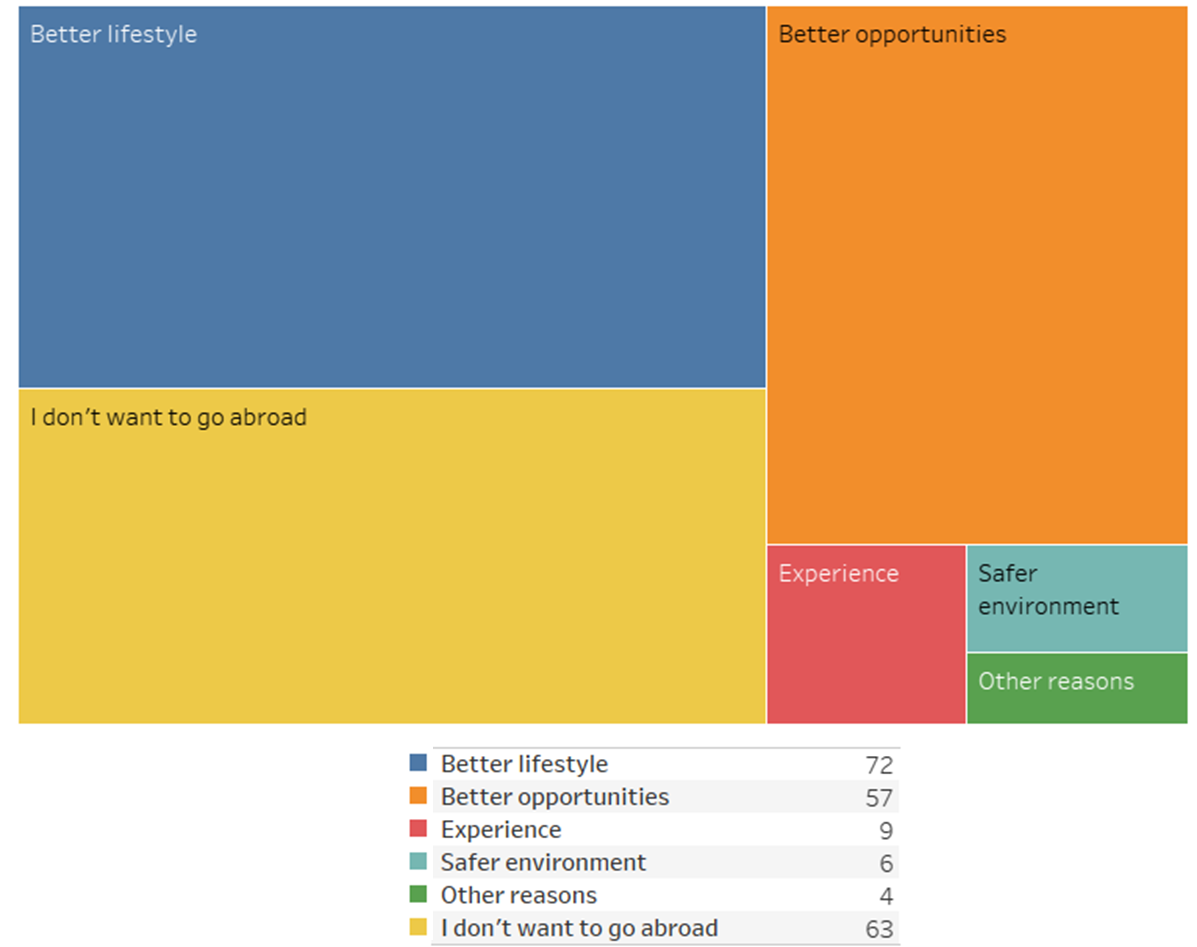 Better lifestyle
Better opportunities
I don't want to go abroad
Experience
Safer
environment
Other reasons
Better lifestyle 72
Better opportunities 57
Experience 9
Safer environment 6
Other reasons 4
I don't want to go abroad 63